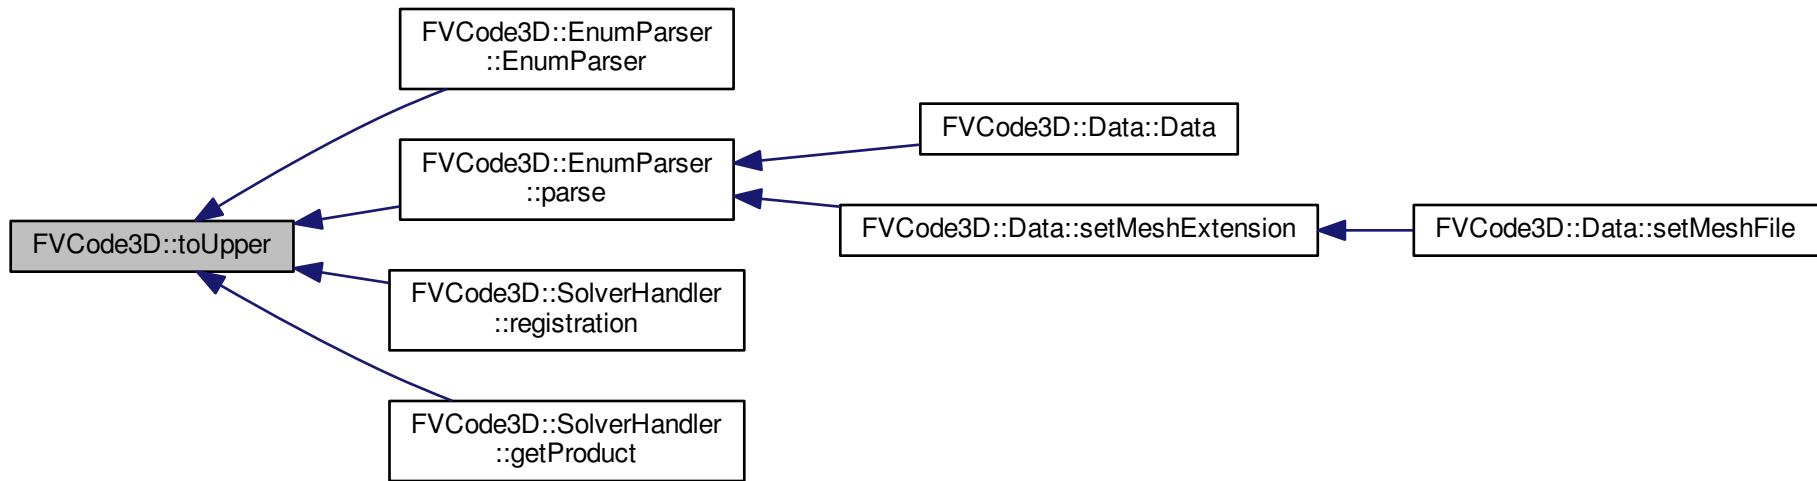 FVCode3D::EnumParser
::EnumParser
FVCode3D::Data::Data
FVCode3D::EnumParser
::parse
FVCode3D::Data::setMeshExtension
FVCode3D::Data::setMeshFile
FVCode3D::toUpper
FVCode3D::SolverHandler
::registration
FVCode3D::SolverHandler
::getProduct